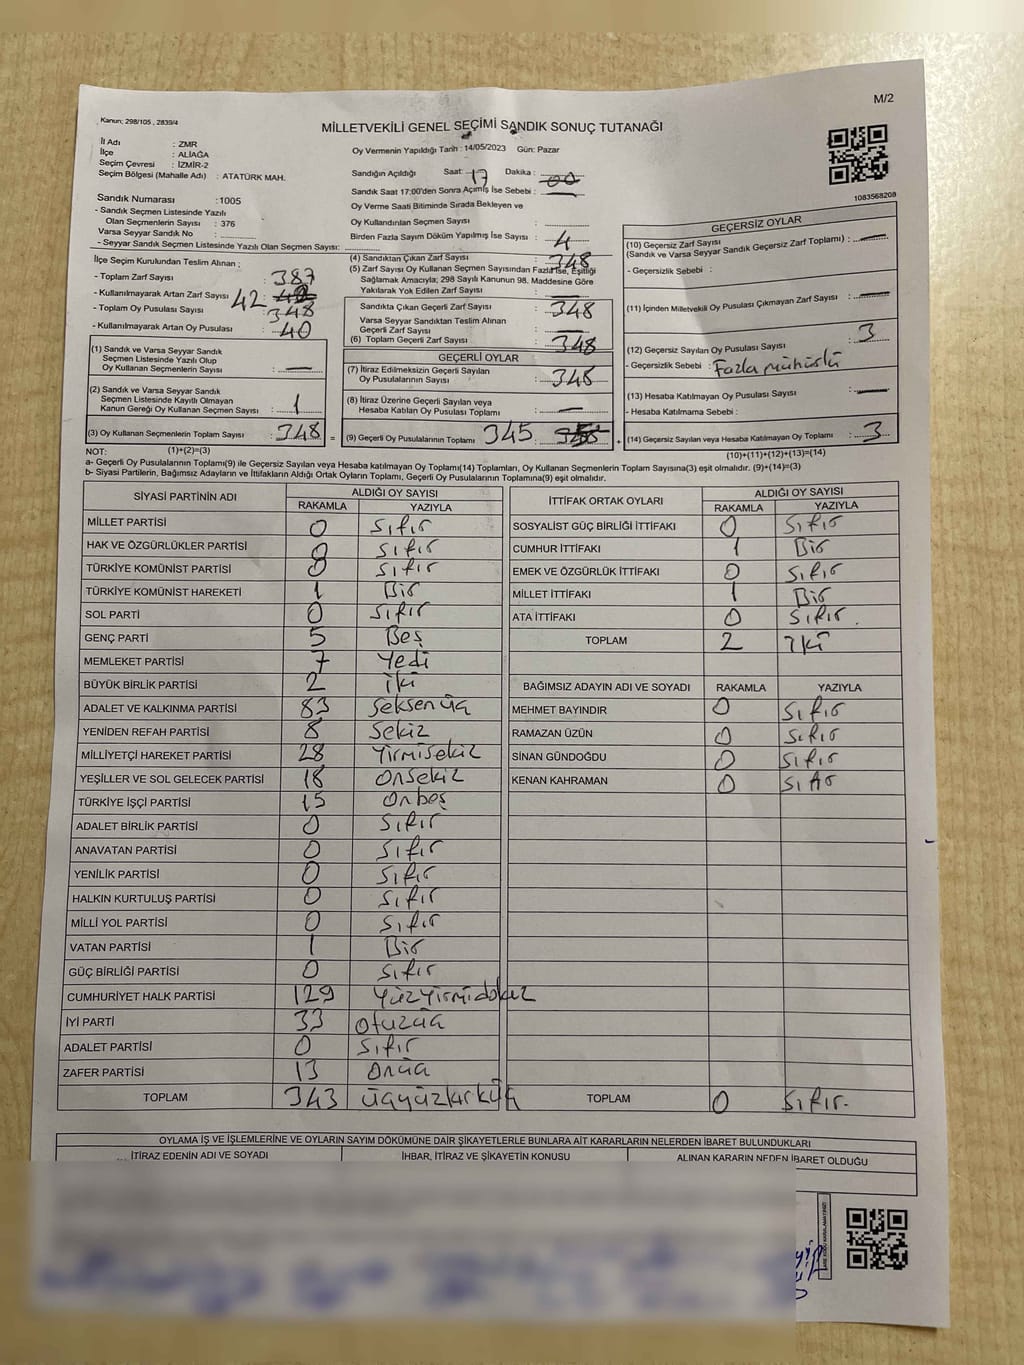 M/2
Kanun; 298/105 , 2839/4
MİLLETVEKİLİ GENEL SEÇİMİ SANDIK SONUÇ TUTANAĞI
İl Adı : ZMR
İlçe : ALİAĞA
Seçim Çevresi : İZMİR-2
Seçim Bölgesi (Mahalle Adı) : ATATÜRK MAH.
Sandık Numarası :1005
- Sandık Seçmen Listesinde Yazılı
Olan Seçmenlerin Sayısı : 376
Varsa Seyyar Sandık No :
- Seyyar Sandık Seçmen Listesinde Yazılı Olan Seçmen Sayısı:
İlçe Seçim Kurulundan Teslim Alınan ;
- Toplam Zarf Sayısı : 387
- Kullanılmayarak Artan Zarf Sayısı 42
- Toplam Oy Pusulası Sayısı : 348
- Kullanılmayarak Artan Oy Pusulası : 40
(1) Sandık ve Varsa Seyyar Sandık
Seçmen Listesinde Yazılı Olup
Oy Kullanan Seçmen Sayısı : —
(2) Sandık ve Varsa Seyyar Sandık
Seçmen Listesinde Kayıtlı Olmayan
Kanun Gereği Oy Kullanan Seçmen Sayısı : 1
(3) Oy Kullanan Seçmenlerin Toplam Sayısı : 348 =
Oy Vermenin Yapıldığı Tarih : 14/05/2023 Gün: Pazar
Sandığın Açıldığı Saat: 17 Dakika : 00
Sandık Saat 17:00'den Sonra Açılmış İse Sebebi : —
Oy Verme Saati Bitiminde Sırada Bekleyen ve
Oy Kullandırılan Seçmen Sayısı :
Birden Fazla Sayım Döküm Yapılmış İse Sayısı : 4
(4) Sandıktan Çıkan Zarf Sayısı : 348
(5) Zarf Sayısı Oy Kullanan Seçmen Sayısından Fazla İse, Eşitliği
Sağlamak Amacıyla; 298 Sayılı Kanunun 98. Maddesine Göre
Yakılarak Yok Edilen Zarf Sayısı :
Sandıkta Çıkan Geçerli Zarf Sayısı : 348
Varsa Seyyar Sandıktan Teslim Alınan
Geçerli Zarf Sayısı : —
(6) Toplam Geçerli Zarf Sayısı : 348
GEÇERLİ OYLAR
(7) İtiraz Edilmeksizin Geçerli Sayılan
Oy Pusulalarının Sayısı : 345
(8) İtiraz Üzerine Geçerli Sayılan veya
Hesaba Katılan Oy Pusulası Toplamı : —
(9) Geçerli Oy Pusulalarının Toplamı 345 +
1083568208
GEÇERSİZ OYLAR
(10) Geçersiz Zarf Sayısı
(Sandık ve Varsa Seyyar Sandık Geçersiz Zarf Toplamı) : —
- Geçersizlik Sebebi :
(11) İçinden Milletvekili Oy Pusulası Çıkmayan Zarf Sayısı : —
(12) Geçersiz Sayılan Oy Pusulası Sayısı : 3
- Geçersizlik Sebebi : Fazla mühürlü
(13) Hesaba Katılmayan Oy Pusulası Sayısı : —
- Hesaba Katılmama Sebebi :
(14) Geçersiz Sayılan veya Hesaba Katılmayan Oy Pusulası Toplamı : 3
NOT: (1)+(2)=(3) (10)+(11)+(12)+(13)=(14)
a- Geçerli Oy Pusulalarının Toplamı(9) ile Geçersiz Sayılan veya Hesaba katılmayan Oy Toplamı(14) Toplamları, Oy Kullanan Seçmenlerin Toplam Sayısına(3) eşit olmalıdır. (9)+(14)=(3)
b- Siyasi Partilerin, Bağımsız Adayların ve İttifakların Aldığı Ortak Oyların Toplamı; Geçerli Oy Pusulalarının Toplamına(9) eşit olmalıdır.
SİYASİ PARTİNİN ADI ALDIĞI OY SAYISI
RAKAMLA YAZIYLA
MİLLET PARTİSİ 0 Sıfır
HAK VE ÖZGÜRLÜKLER PARTİSİ 0 Sıfır
TÜRKİYE KOMÜNİST PARTİSİ 0 Sıfır
TÜRKİYE KOMÜNİST HAREKETİ 1 Bir
SOL PARTİ 0 Sıfır
GENÇ PARTİ 5 Beş
MEMLEKET PARTİSİ 7 Yedi
BÜYÜK BİRLİK PARTİSİ 2 iki
ADALET VE KALKINMA PARTİSİ 83 Seksenüç
YENİDEN REFAH PARTİSİ 8 Sekiz
MİLLİYETÇİ HAREKET PARTİSİ 28 Yirmisekiz
YEŞİLLER VE SOL GELECEK PARTİSİ 18 Onsekiz
TÜRKİYE İŞÇİ PARTİSİ 15 Onbeş
ADALET BİRLİK PARTİSİ 0 Sıfır
ANAVATAN PARTİSİ 0 Sıfır
YENİLİK PARTİSİ 0 Sıfır
HALKIN KURTULUŞ PARTİSİ 0 Sıfır
MİLLİ YOL PARTİSİ 0 Sıfır
VATAN PARTİSİ 1 Bir
GÜÇ BİRLİĞİ PARTİSİ 0 Sıfır
CUMHURİYET HALK PARTİSİ 129 Yüzyirmidokuz
İYİ PARTİ 33 Otuzüç
ADALET PARTİSİ 0 Sıfır
ZAFER PARTİSİ 13 Onüç
TOPLAM 343 üçyüzkırküç
İTTİFAK ORTAK OYLARI ALDIĞI OY SAYISI
RAKAMLA YAZIYLA
SOSYALİST GÜÇ BİRLİĞİ İTTİFAKI 0 Sıfır
CUMHUR İTTİFAKI 1 Bir
EMEK VE ÖZGÜRLÜK İTTİFAKI 0 Sıfır
MİLLET İTTİFAKI 1 Bir
ATA İTTİFAKI 0 Sıfır
TOPLAM 2 iki
BAĞIMSIZ ADAYIN ADI VE SOYADI RAKAMLA YAZIYLA
MEHMET BAYINDIR 0 Sıfır
RAMAZAN ÜZÜN 0 Sıfır
SİNAN GÜNDOĞDU 0 Sıfır
KENAN KAHRAMAN 0 Sıfır
TOPLAM 0 Sıfır.
OYLAMA İŞ VE İŞLEMLERİNE VE OYLARIN SAYIM DÖKÜMÜNE DAİR ŞİKAYETLERLE BUNLARA AİT KARARLARIN NELERDEN İBARET BULUNDUKLARI
İTİRAZ EDENİN ADI VE SOYADI İHBAR, İTİRAZ VE ŞİKAYETİN KONUSU ALINAN KARARIN NEDEN İBARET OLDUĞU